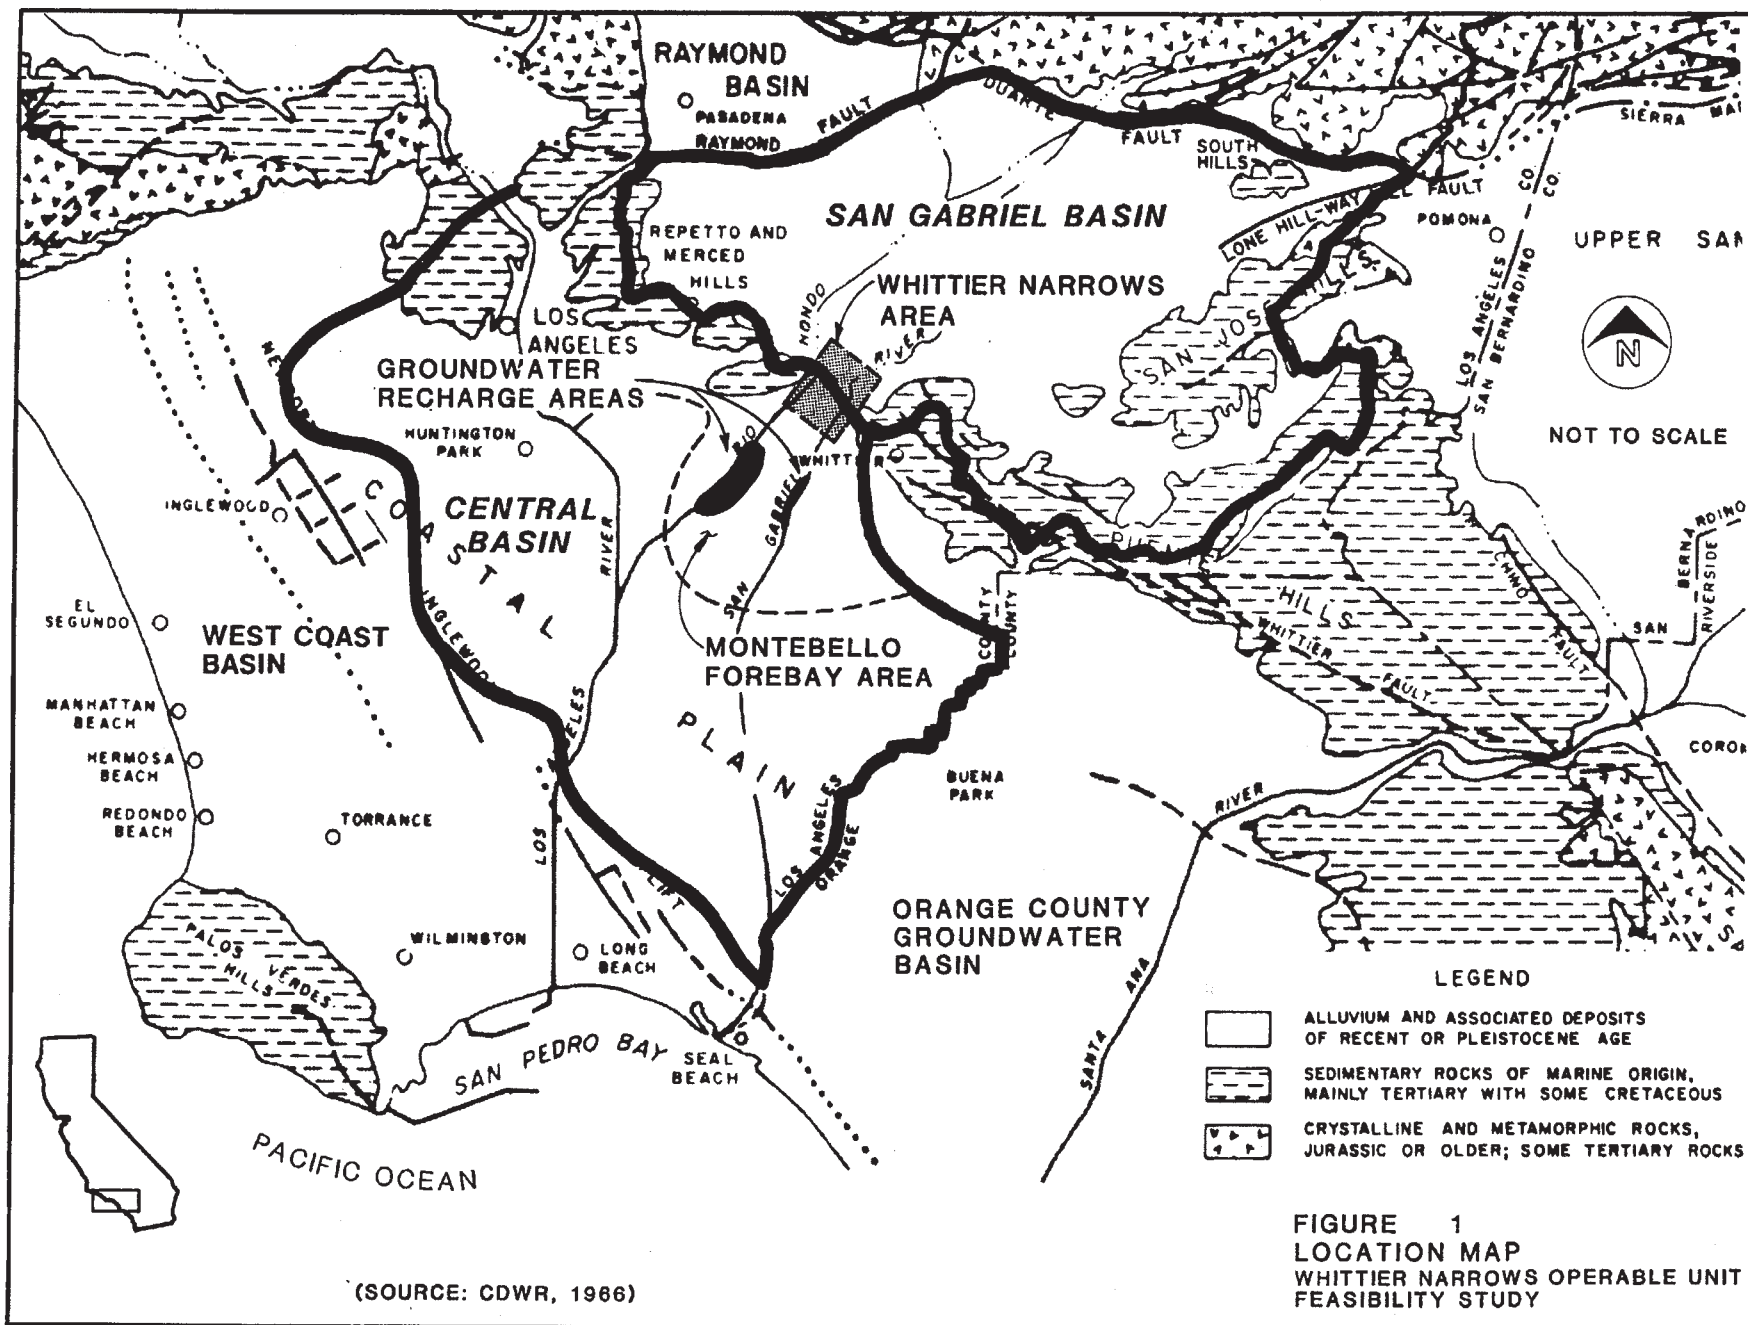 RAYMOND
BASIN
PASADENA
RAYMOND
FAULT
DUARTE
FAULT
SOUTH
HILLS
SIERRA
LONE HILL-WAY
FAULT
CO.
CO.
POMONA
SAN GABRIEL BASIN
UPPER SAN
REPETTO AND
MERCED
HILLS
WHITTIER NARROWS
AREA
HONDO
RIVER
LOS
ANGELES
LOS ANGELES
SAN BERNARDINO
N
NOT TO SCALE
GROUNDWATER
RECHARGE AREAS
SAN JOS
HILLS
HUNTINGTON
PARK
RIO
WHITTIER
INGLEWOOD
CENTRAL
BASIN
COASTAL
RIVER
GABRIEL
SAN
HILLS
CHINO
FAULT
WHITTIER
FAULT
BERNA
RDINO
RIVERSIDE
SAN
EL
SEGUNDO
WEST COAST
BASIN
INGLEWOOD
COUNTY
COUNTY
MONTEBELLO
FOREBAY AREA
MANHATTAN
BEACH
HERMOSA
BEACH
REDONDO
BEACH
TORRANCE
PLAIN
BUENA
PARK
CORON
RIVER
LOS
GELES
LOS ANGELES
ORANGE
ORANGE COUNTY
GROUNDWATER
BASIN
SANTA ANA
PALOS VERDES
HILLS
WILMINGTON
LONG
BEACH
SAN PEDRO BAY
SEAL
BEACH
PACIFIC OCEAN
LEGEND
ALLUVIUM AND ASSOCIATED DEPOSITS
OF RECENT OR PLEISTOCENE AGE
SEDIMENTARY ROCKS OF MARINE ORIGIN,
MAINLY TERTIARY WITH SOME CRETACEOUS
CRYSTALLINE AND METAMORPHIC ROCKS,
JURASSIC OR OLDER; SOME TERTIARY ROCKS
FIGURE 1
LOCATION MAP
WHITTIER NARROWS OPERABLE UNIT
FEASIBILITY STUDY
(SOURCE: CDWR, 1966)